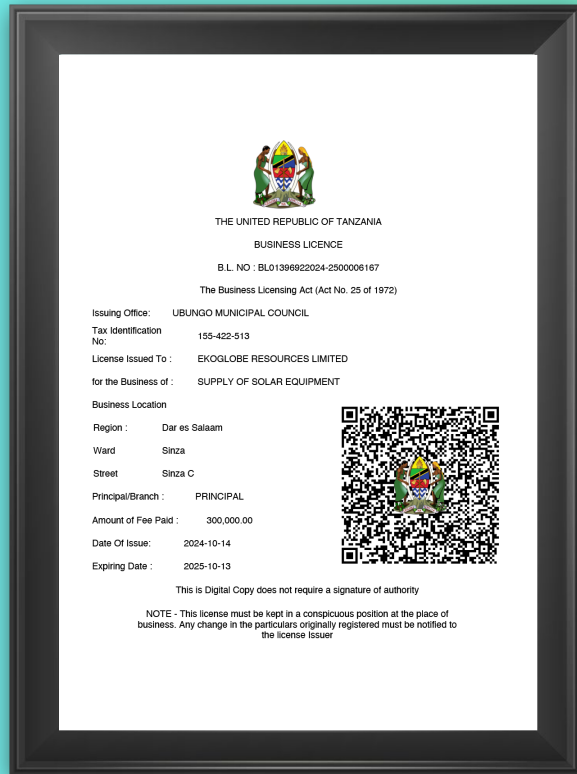 THE UNITED REPUBLIC OF TANZANIA
BUSINESS LICENCE
B.L. NO : BL01396922024-2500006167
The Business Licensing Act (Act No. 25 of 1972)
Issuing Office: UBUNGO MUNICIPAL COUNCIL
Tax Identification
No: 155-422-513
License Issued To : EKOGLOBE RESOURCES LIMITED
for the Business of : SUPPLY OF SOLAR EQUIPMENT
Business Location
Region : Dar es Salaam
Ward Sinza
Street Sinza C
Principal/Branch : PRINCIPAL
Amount of Fee Paid : 300,000.00
Date Of Issue: 2024-10-14
Expiring Date : 2025-10-13
This is Digital Copy does not require a signature of authority
NOTE - This license must be kept in a conspicuous position at the place of
business. Any change in the particulars originally registered must be notified to
the license Issuer